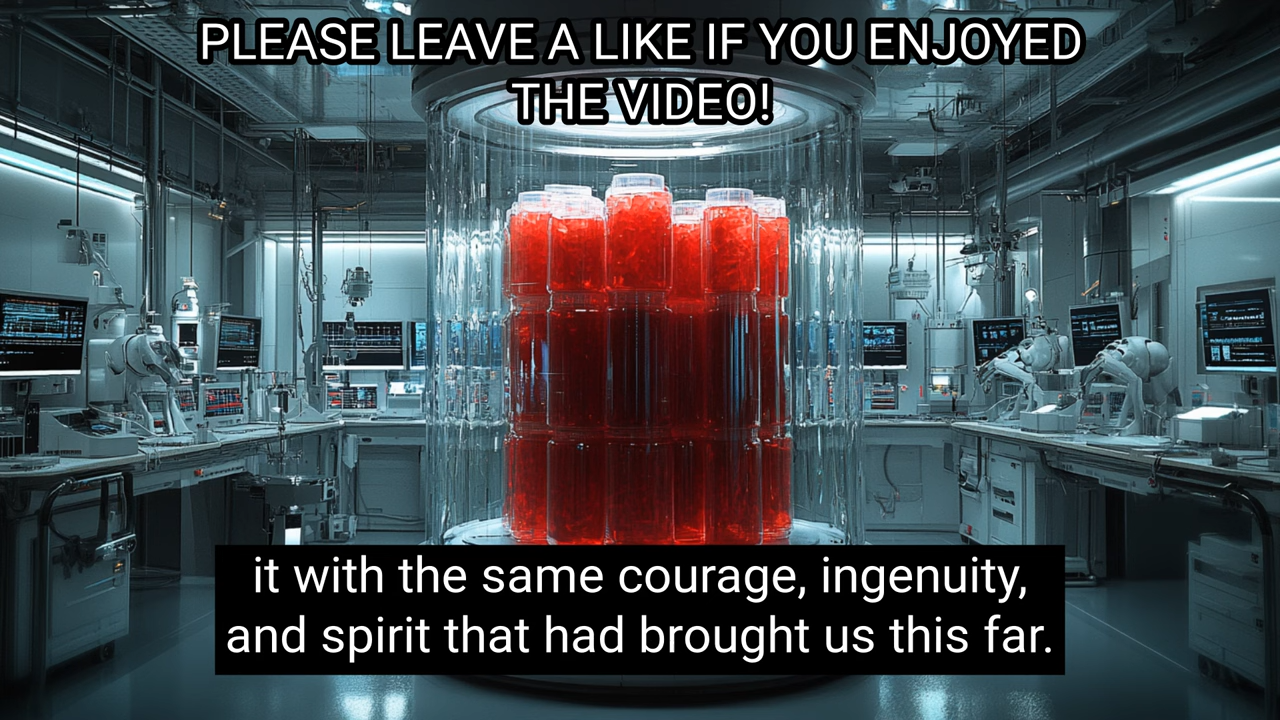 PLEASE LEAVE A LIKE IF YOU ENJOYED
THE VIDEO!
it with the same courage, ingenuity,
and spirit that had brought us this far.